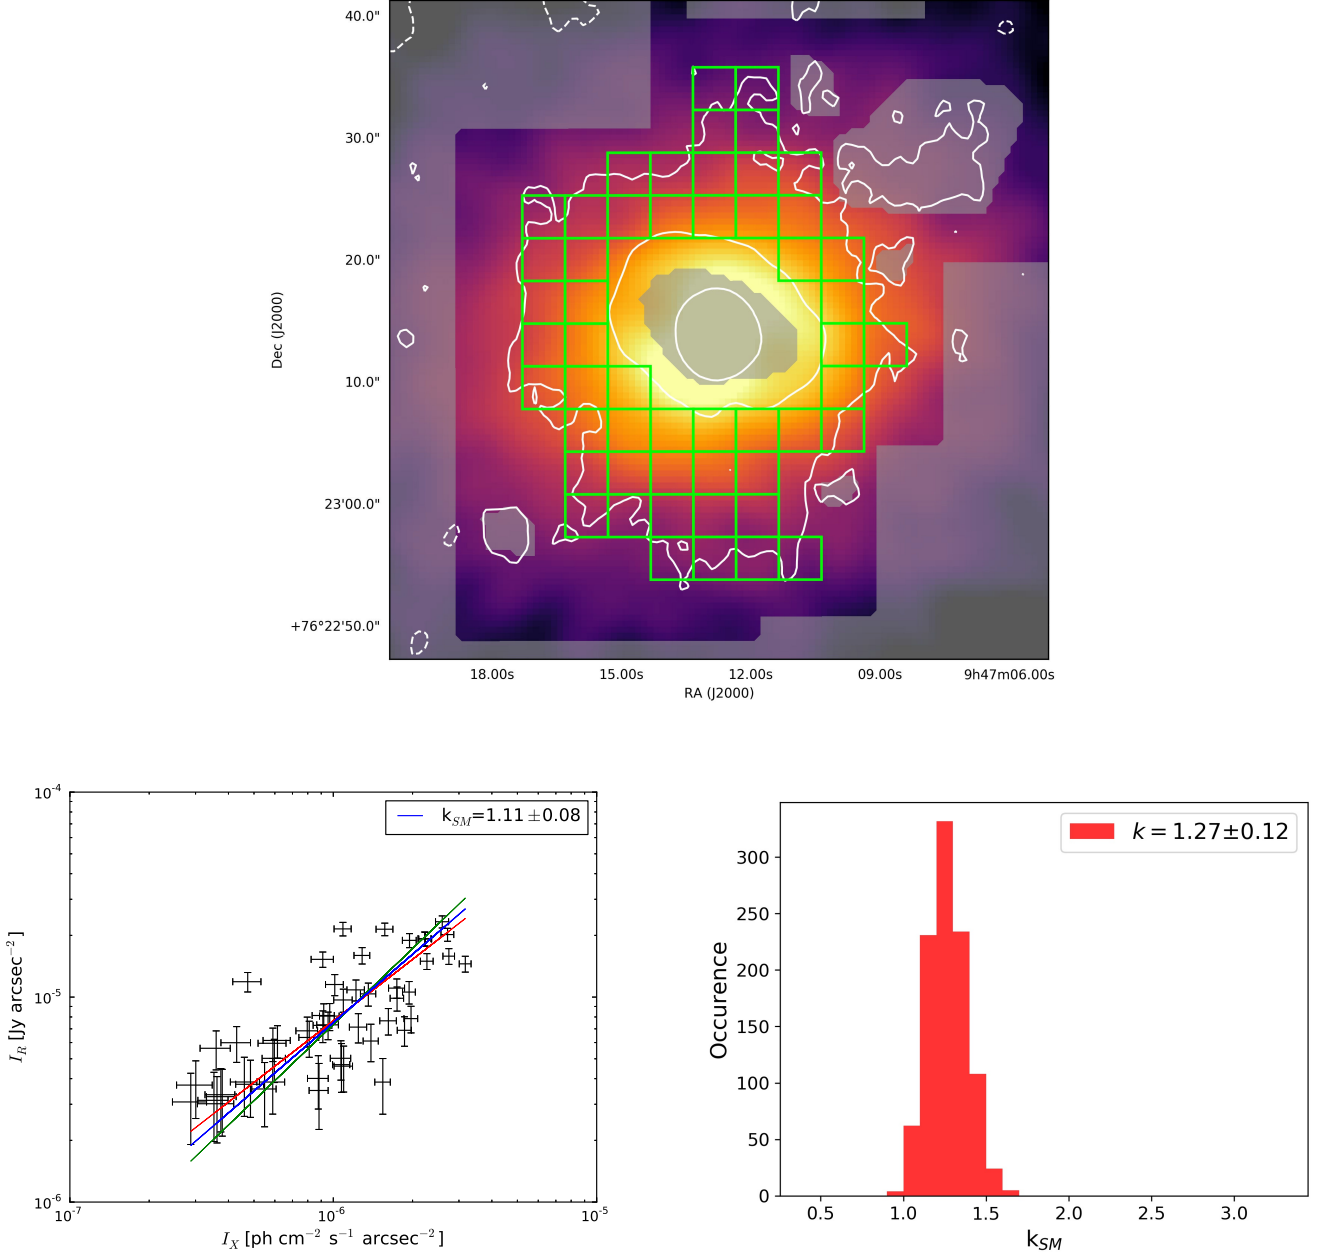 40.0"
30.0"
20.0"
10.0"
23'00.0"
+76°22'50.0"
Dec (J2000)
18.00s 15.00s 12.00s 09.00s 9h47m06.00s
RA (J2000)
k_SM=1.11±0.08
10⁻⁴
10⁻⁵
10⁻⁶
I_R [Jy arcsec⁻²]
10⁻⁷ 10⁻⁶ 10⁻⁵
I_X [ph cm⁻² s⁻¹ arcsec⁻²]
k = 1.27±0.12
300
250
200
150
100
50
0
Occurence
0.5 1.0 1.5 2.0 2.5 3.0
k_SM